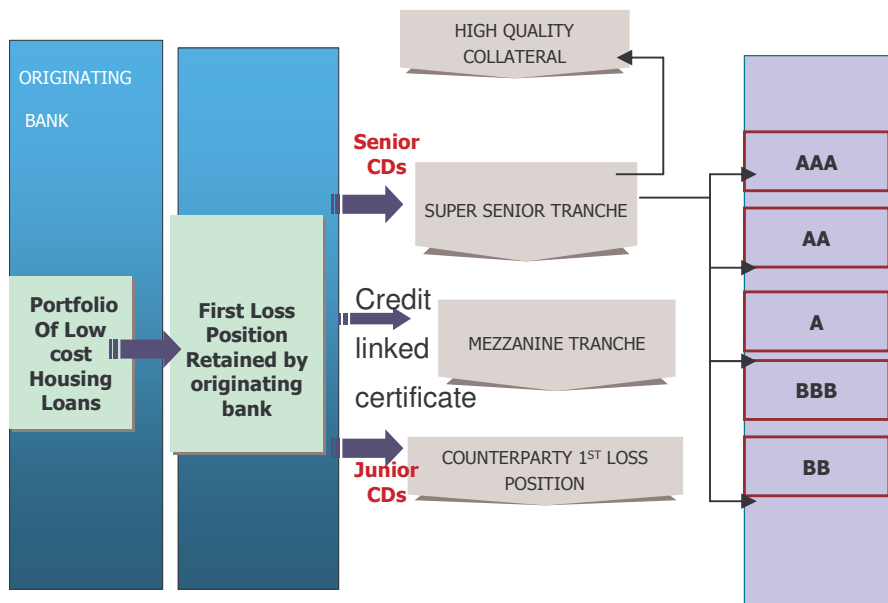 ORIGINATING
BANK
Portfolio
Of Low
cost
Housing
Loans
First Loss
Position
Retained by
originating
bank
HIGH QUALITY
COLLATERAL
Senior
CDs
SUPER SENIOR TRANCHE
Credit
linked
certificate
MEZZANINE TRANCHE
Junior
CDs
COUNTERPARTY 1ST LOSS
POSITION
AAA
AA
A
BBB
BB